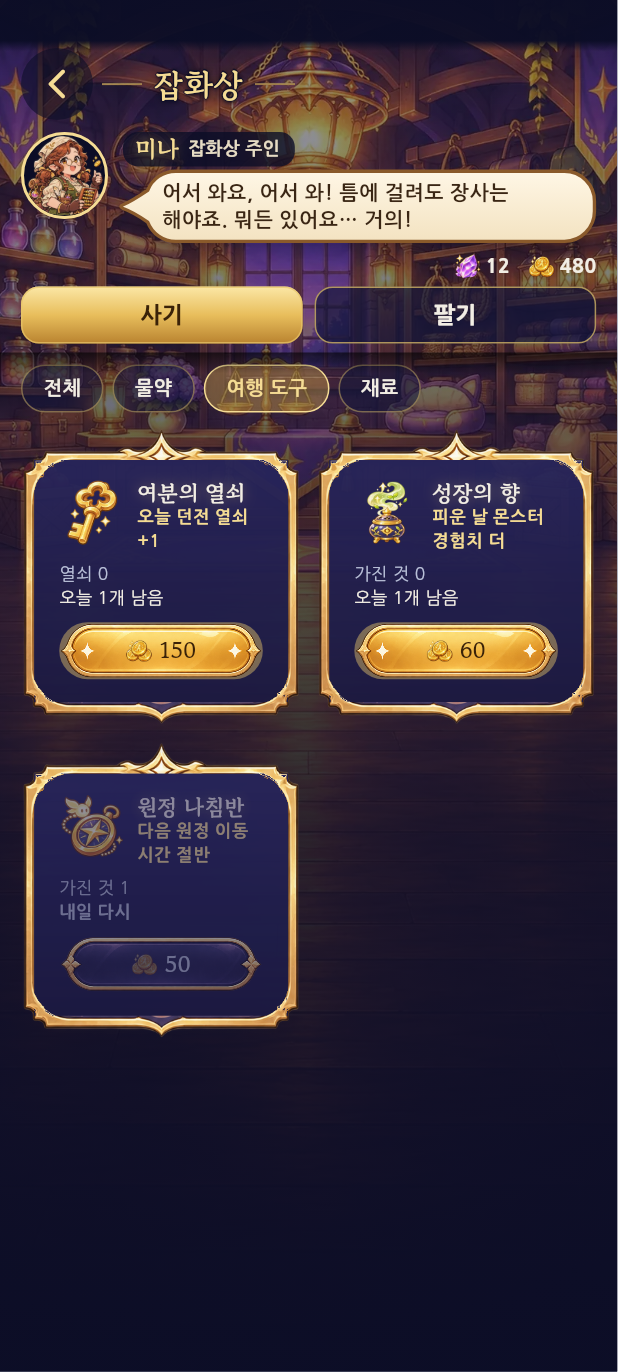 잡화상
미나 잡화상 주인
어서 와요, 어서 와! 틈에 걸려도 장사는
해야죠. 뭐든 있어요… 거의!
12 480
사기 팔기
전체 물약 여행 도구 재료
여분의 열쇠
오늘 던전 열쇠
+1
열쇠 0
오늘 1개 남음
150
성장의 향
피운 날 몬스터
경험치 더
가진 것 0
오늘 1개 남음
60
원정 나침반
다음 원정 이동
시간 절반
가진 것 1
내일 다시
50